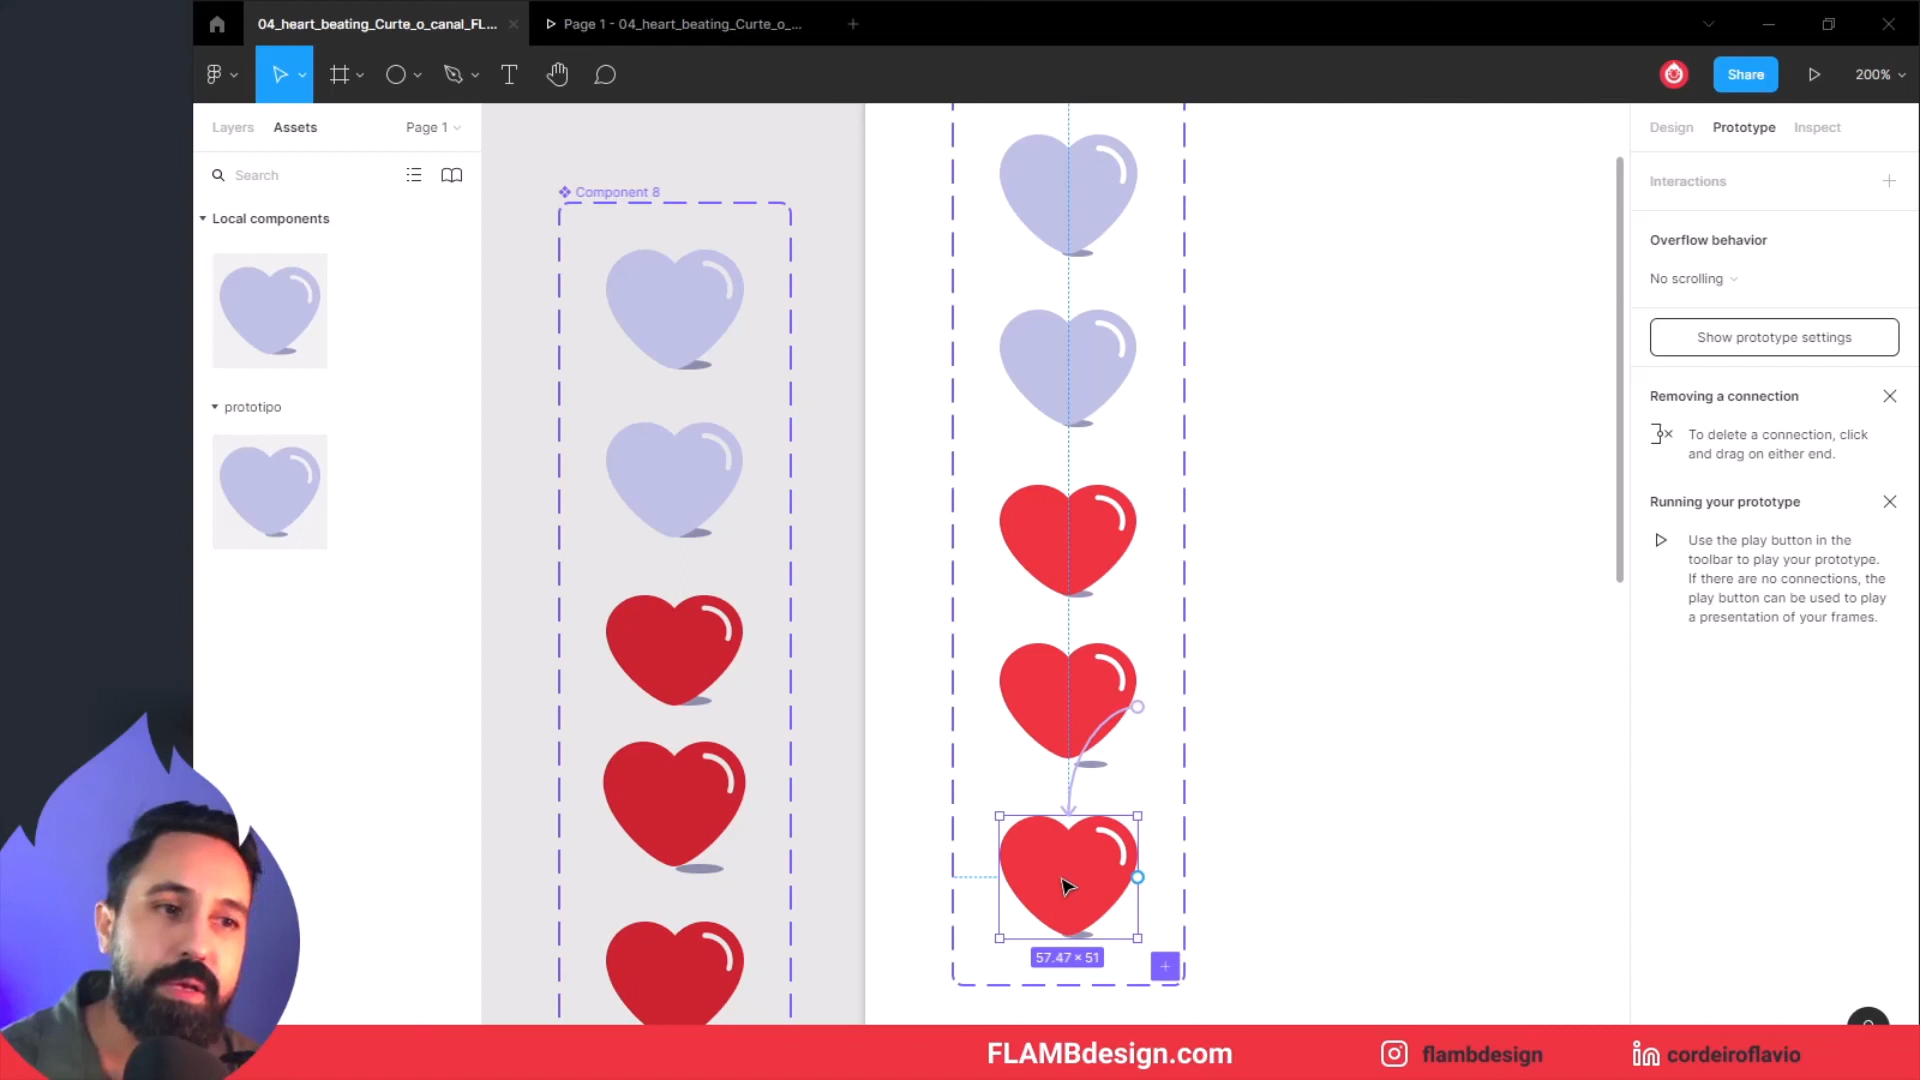 04_heart_beating_Curte_o_canal_FL...
Page 1 - 04_heart_beating_Curte_o_...
Share
200%
Layers
Assets
Page 1
Search
Local components
prototipo
Component 8
57.47 × 51
Design
Prototype
Inspect
Interactions
Overflow behavior
No scrolling
Show prototype settings
Removing a connection
To delete a connection, click
and drag on either end.
Running your prototype
Use the play button in the
toolbar to play your prototype.
If there are no connections, the
play button can be used to play
a presentation of your frames.
FLAMBdesign.com
flambdesign
cordeiroflavio